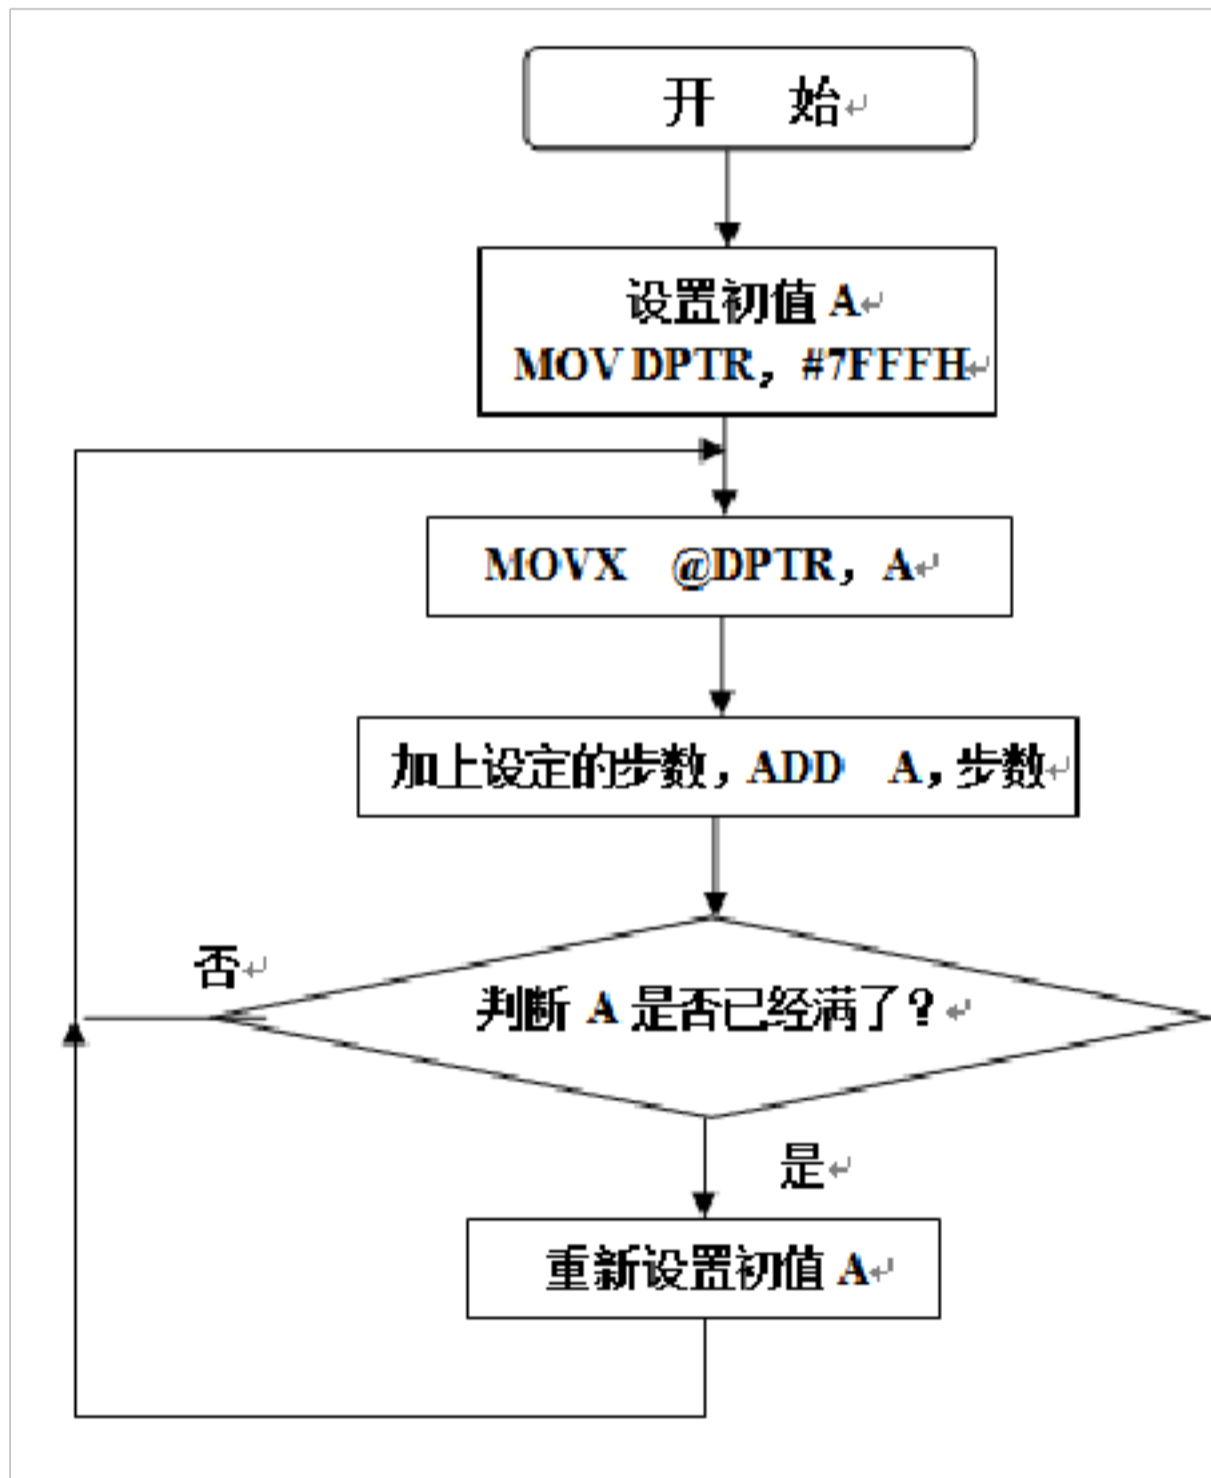 开 始
设置初值 A
MOV DPTR，#7FFFH
MOVX @DPTR，A
加上设定的步数，ADD A，步数
否
判断 A 是否已经满了？
是
重新设置初值 A